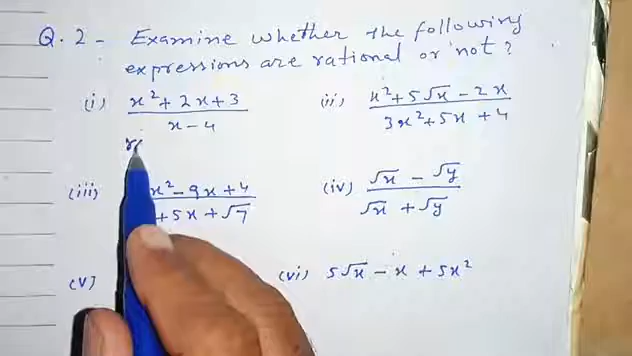 Q. 2 - Examine whether the following
expressions are rational or not?
(i) x² + 2x + 3 / x - 4
(ii) x² + 5√x - 2x / 3x² + 5x + 4
(iii) x² - 9x + 4 / + 5x + √7
(iv) √x - √y / √x + √y
(v)
(vi) 5√x - x + 5x²